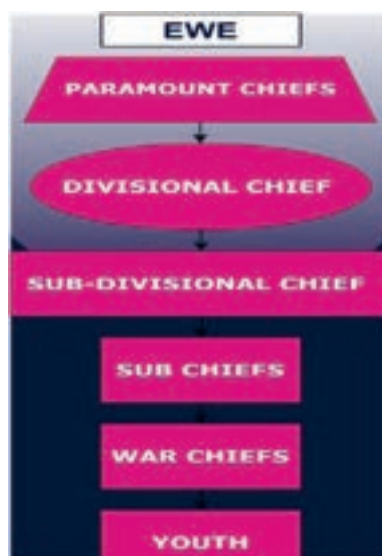 EWE
PARAMOUNT CHIEFS
DIVISIONAL CHIEF
SUB-DIVISIONAL CHIEF
SUB CHIEFS
WAR CHIEFS
YOUTH